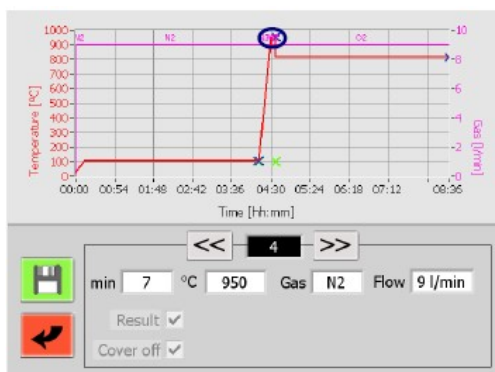 1000
900
800
700
600
500
400
300
200
100
0
Temperature [ºC]
N2
N2
O2
10
8
6
4
2
0
Gas [l/min]
00:00 00:54 01:48 02:42 03:36 04:30 05:24 06:18 07:12 08:36
Time [hh:mm]
<< 4 >>
min 7 ºC 950 Gas N2 Flow 9 l/min
Result
Cover off